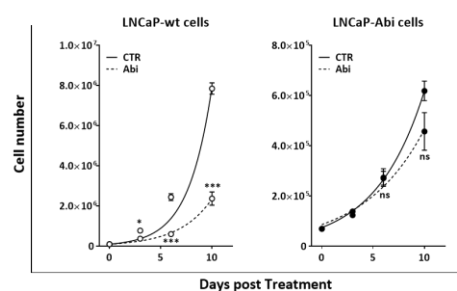 LNCaP-wt cells
LNCaP-Abi cells
Cell number
1.0×10⁷
8.0×10⁶
6.0×10⁶
4.0×10⁶
2.0×10⁶
0
CTR
Abi
*
***
***
0 5 10
8.0×10⁵
6.0×10⁵
4.0×10⁵
2.0×10⁵
0
CTR
Abi
ns
ns
0 5 10
Days post Treatment